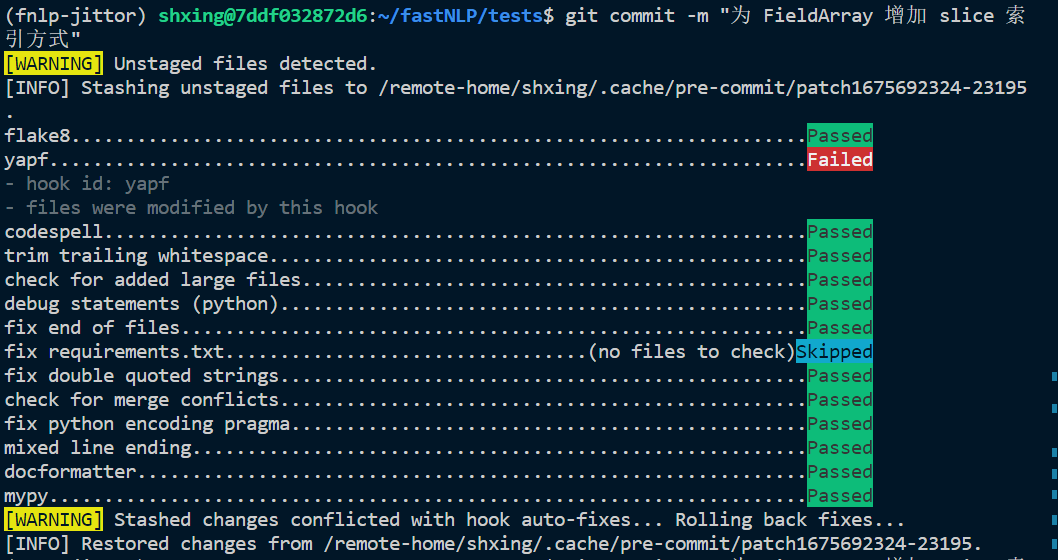 (fnlp-jittor) shxing@7ddf032872d6:~/fastNLP/tests$ git commit -m "为 FieldArray 增加 slice 索
引方式"
[WARNING] Unstaged files detected.
[INFO] Stashing unstaged files to /remote-home/shxing/.cache/pre-commit/patch1675692324-23195
.
flake8...................................................................Passed
yapf.....................................................................Failed
- hook id: yapf
- files were modified by this hook
codespell................................................................Passed
trim trailing whitespace.................................................Passed
check for added large files..............................................Passed
debug statements (python)................................................Passed
fix end of files.........................................................Passed
fix requirements.txt.................................(no files to check)Skipped
fix double quoted strings................................................Passed
check for merge conflicts................................................Passed
fix python encoding pragma...............................................Passed
mixed line ending........................................................Passed
docformatter.............................................................Passed
mypy.....................................................................Passed
[WARNING] Stashed changes conflicted with hook auto-fixes... Rolling back fixes...
[INFO] Restored changes from /remote-home/shxing/.cache/pre-commit/patch1675692324-23195.